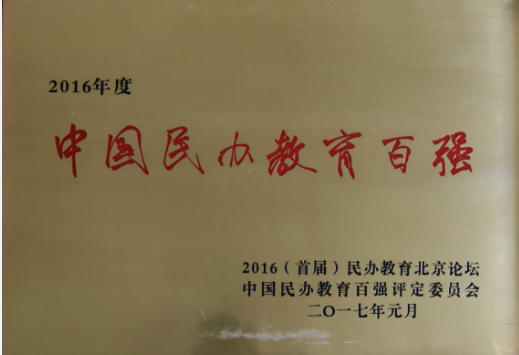 2016年度
中国民办教育百强
2016（首届）民办教育北京论坛
中国民办教育百强评定委员会
二〇一七年元月